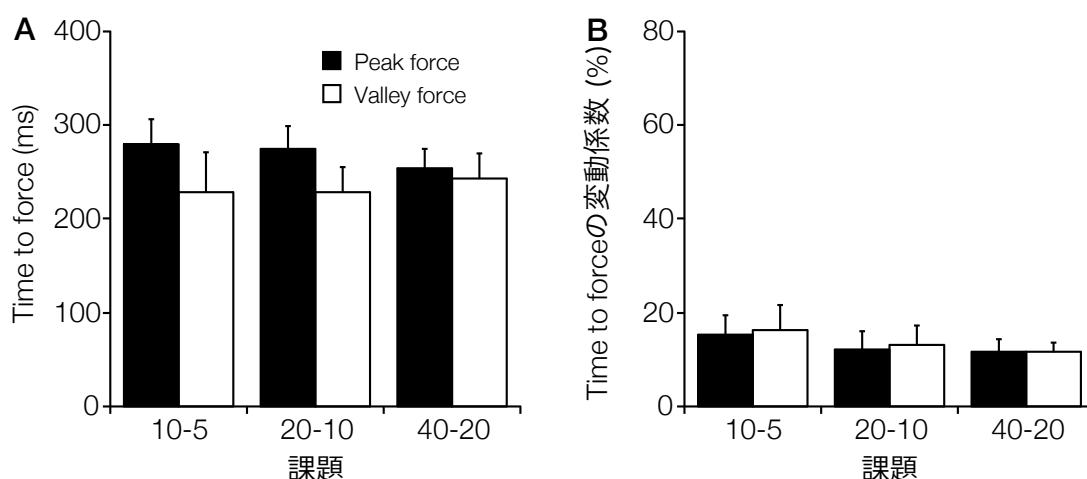 A
Time to force (ms)
400
300
200
100
0
Peak force
Valley force
10-5
20-10
40-20
課題
B
Time to forceの変動係数 (%)
80
60
40
20
0
10-5
20-10
40-20
課題